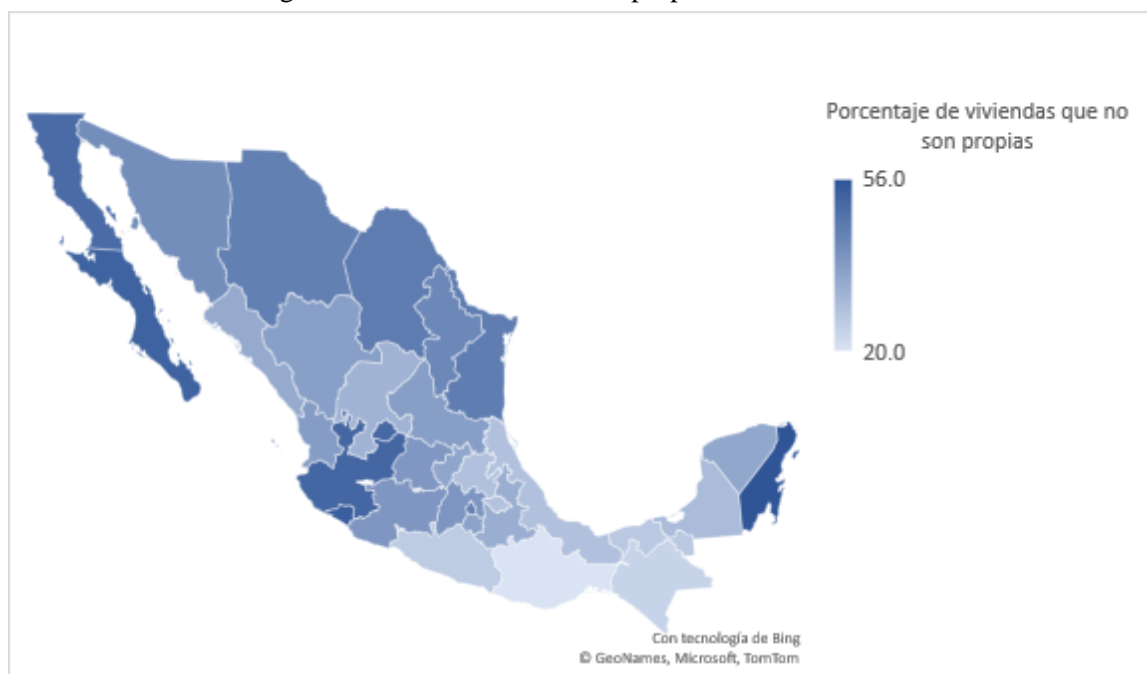 Porcentaje de viviendas que no
son propias
56.0
20.0
Con tecnología de Bing
© GeoNames, Microsoft, TomTom